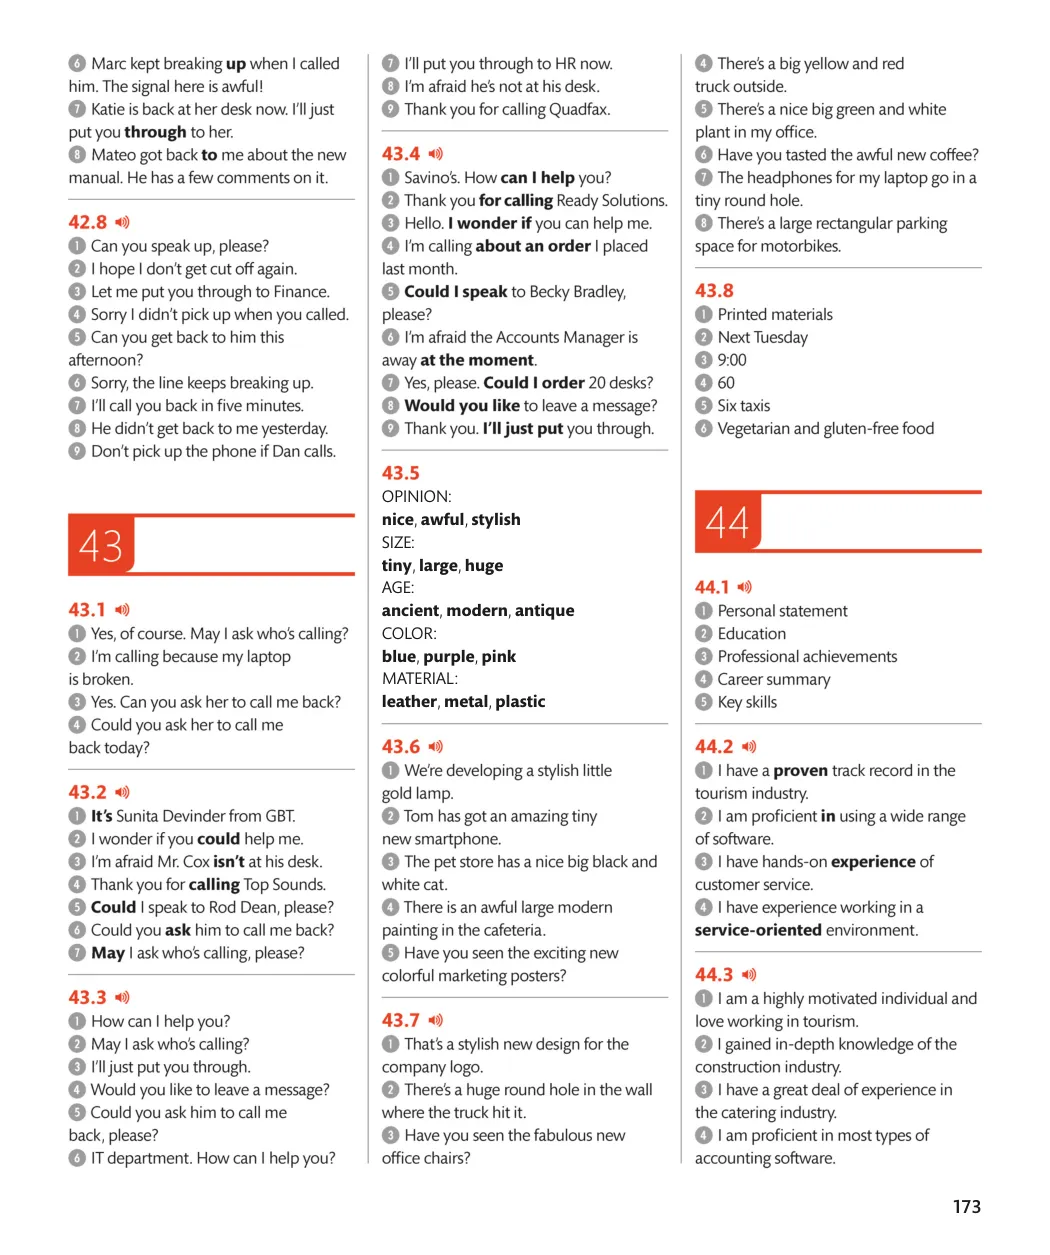 6 Marc kept breaking up when I called
him. The signal here is awful!
7 Katie is back at her desk now. I'll just
put you through to her.
8 Mateo got back to me about the new
manual. He has a few comments on it.
42.8
1 Can you speak up, please?
2 I hope I don't get cut off again.
3 Let me put you through to Finance.
4 Sorry I didn't pick up when you called.
5 Can you get back to him this
afternoon?
6 Sorry, the line keeps breaking up.
7 I'll call you back in five minutes.
8 He didn't get back to me yesterday.
9 Don't pick up the phone if Dan calls.
43
43.1
1 Yes, of course. May I ask who's calling?
2 I'm calling because my laptop
is broken.
3 Yes. Can you ask her to call me back?
4 Could you ask her to call me
back today?
43.2
1 It's Sunita Devinder from GBT.
2 I wonder if you could help me.
3 I'm afraid Mr. Cox isn't at his desk.
4 Thank you for calling Top Sounds.
5 Could I speak to Rod Dean, please?
6 Could you ask him to call me back?
7 May I ask who's calling, please?
43.3
1 How can I help you?
2 May I ask who's calling?
3 I'll just put you through.
4 Would you like to leave a message?
5 Could you ask him to call me
back, please?
6 IT department. How can I help you?
7 I'll put you through to HR now.
8 I'm afraid he's not at his desk.
9 Thank you for calling Quadfax.
43.4
1 Savino's. How can I help you?
2 Thank you for calling Ready Solutions.
3 Hello. I wonder if you can help me.
4 I'm calling about an order I placed
last month.
5 Could I speak to Becky Bradley,
please?
6 I'm afraid the Accounts Manager is
away at the moment.
7 Yes, please. Could I order 20 desks?
8 Would you like to leave a message?
9 Thank you. I'll just put you through.
43.5
OPINION:
nice, awful, stylish
SIZE:
tiny, large, huge
AGE:
ancient, modern, antique
COLOR:
blue, purple, pink
MATERIAL:
leather, metal, plastic
43.6
1 We're developing a stylish little
gold lamp.
2 Tom has got an amazing tiny
new smartphone.
3 The pet store has a nice big black and
white cat.
4 There is an awful large modern
painting in the cafeteria.
5 Have you seen the exciting new
colorful marketing posters?
43.7
1 That's a stylish new design for the
company logo.
2 There's a huge round hole in the wall
where the truck hit it.
3 Have you seen the fabulous new
office chairs?
4 There's a big yellow and red
truck outside.
5 There's a nice big green and white
plant in my office.
6 Have you tasted the awful new coffee?
7 The headphones for my laptop go in a
tiny round hole.
8 There's a large rectangular parking
space for motorbikes.
43.8
1 Printed materials
2 Next Tuesday
3 9:00
4 60
5 Six taxis
6 Vegetarian and gluten-free food
44
44.1
1 Personal statement
2 Education
3 Professional achievements
4 Career summary
5 Key skills
44.2
1 I have a proven track record in the
tourism industry.
2 I am proficient in using a wide range
of software.
3 I have hands-on experience of
customer service.
4 I have experience working in a
service-oriented environment.
44.3
1 I am a highly motivated individual and
love working in tourism.
2 I gained in-depth knowledge of the
construction industry.
3 I have a great deal of experience in
the catering industry.
4 I am proficient in most types of
accounting software.
173